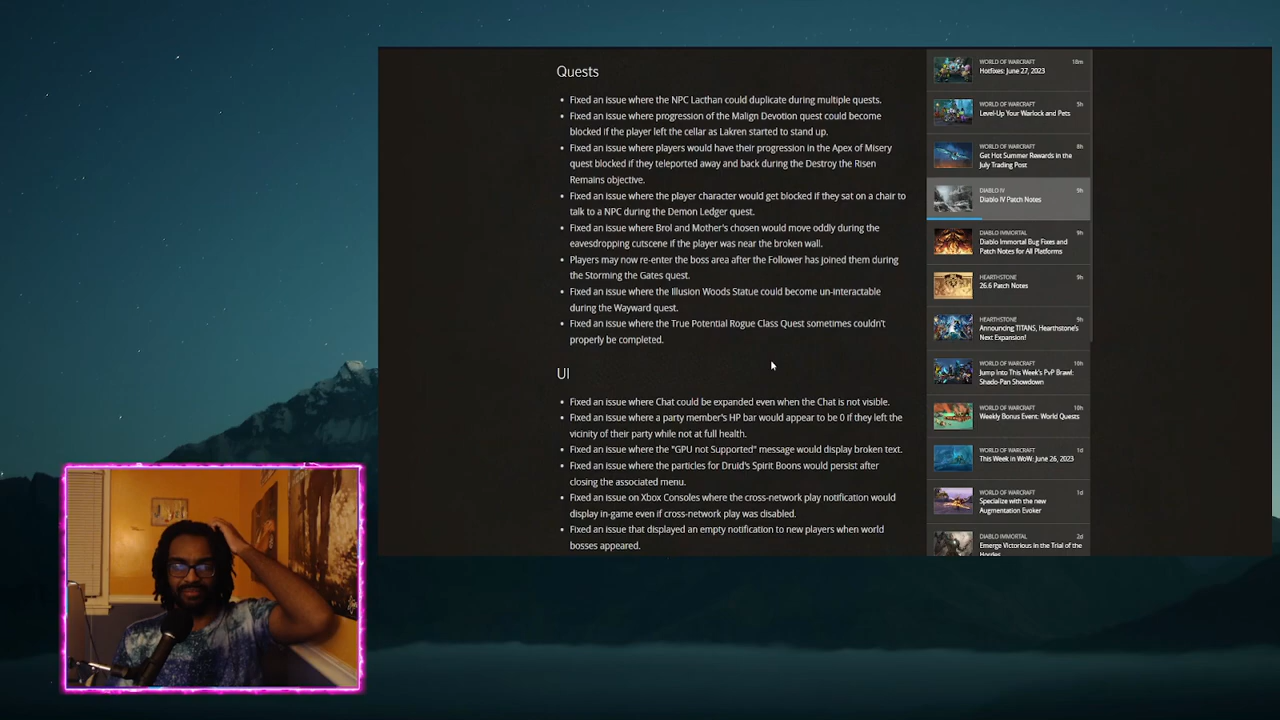 Quests
• Fixed an issue where the NPC Lacthan could duplicate during multiple quests.
• Fixed an issue where progression of the Malign Devotion quest could become
blocked if the player left the cellar as Lakren started to stand up.
• Fixed an issue where players would have their progression in the Apex of Misery
quest blocked if they teleported away and back during the Destroy the Risen
Remains objective.
• Fixed an issue where the player character would get blocked if they sat on a chair to
talk to a NPC during the Demon Ledger quest.
• Fixed an issue where Brol and Mother's chosen would move oddly during the
eavesdropping cutscene if the player was near the broken wall.
• Players may now re-enter the boss area after the Follower has joined them during
the Storming the Gates quest.
• Fixed an issue where the Illusion Woods Statue could become un-interactable
during the Wayward quest.
• Fixed an issue where the True Potential Rogue Class Quest sometimes couldn't
properly be completed.
UI
• Fixed an issue where Chat could be expanded even when the Chat is not visible.
• Fixed an issue where a party member's HP bar would appear to be 0 if they left the
vicinity of their party while not at full health.
• Fixed an issue where the "GPU not Supported" message would display broken text.
• Fixed an issue where the particles for Druid's Spirit Boons would persist after
closing the associated menu.
• Fixed an issue on Xbox Consoles where the cross-network play notification would
display in-game even if cross-network play was disabled.
• Fixed an issue that displayed an empty notification to new players when world
bosses appeared.
WORLD OF WARCRAFT 18m
Hotfixes: June 27, 2023
WORLD OF WARCRAFT 5h
Level-Up Your Warlock and Pets
WORLD OF WARCRAFT 8h
Get Hot Summer Rewards in the
July Trading Post
DIABLO IV 9h
Diablo IV Patch Notes
DIABLO IMMORTAL 9h
Diablo Immortal Bug Fixes and
Patch Notes for All Platforms
HEARTHSTONE 9h
26.6 Patch Notes
HEARTHSTONE 9h
Announcing TITANS, Hearthstone's
Next Expansion!
WORLD OF WARCRAFT 10h
Jump Into This Week's PvP Brawl:
Shado-Pan Showdown
WORLD OF WARCRAFT 10h
Weekly Bonus Event: World Quests
WORLD OF WARCRAFT 1d
This Week in WoW: June 26, 2023
WORLD OF WARCRAFT 1d
Specialize with the new
Augmentation Evoker
DIABLO IMMORTAL 2d
Emerge Victorious in the Trial of the
Hordes